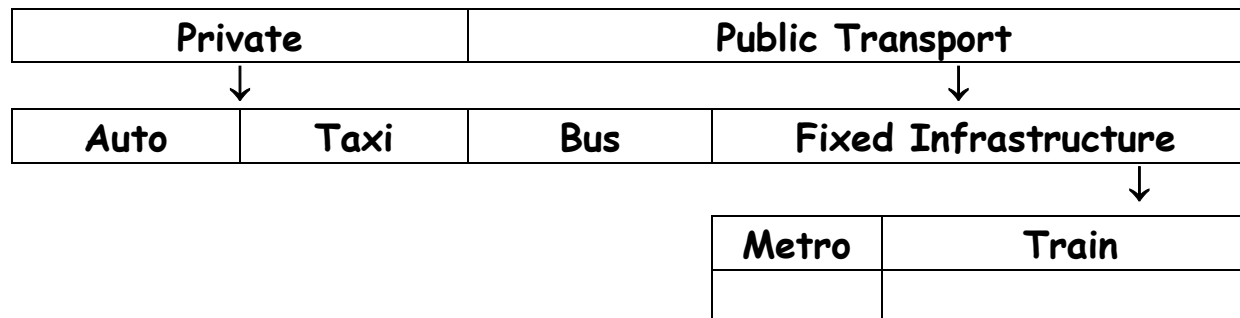 Private Public Transport
Auto Taxi Bus Fixed Infrastructure
Metro Train